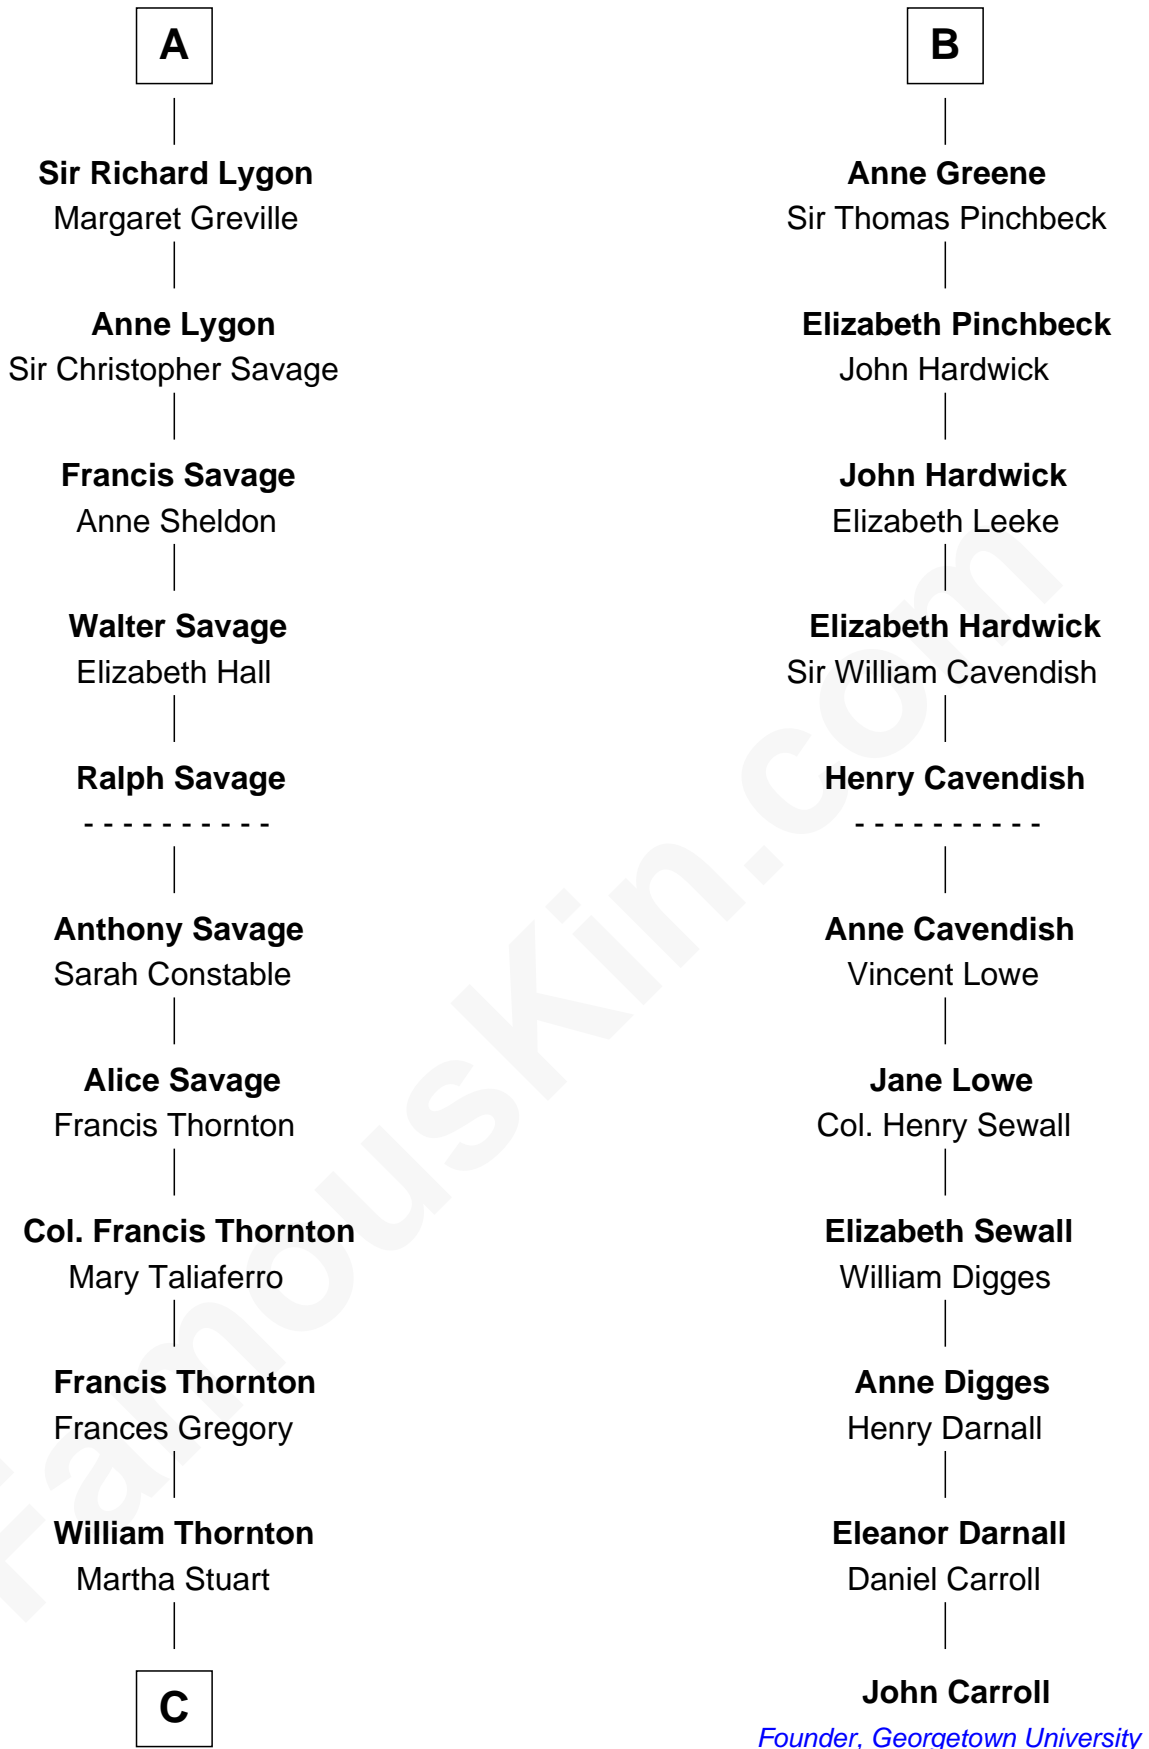 A
Sir Richard Lygon
Margaret Greville
Anne Lygon
Sir Christopher Savage
Francis Savage
Anne Sheldon
Walter Savage
Elizabeth Hall
Ralph Savage
- - - - - - - - - -
Anthony Savage
Sarah Constable
Alice Savage
Francis Thornton
Col. Francis Thornton
Mary Taliaferro
Francis Thornton
Frances Gregory
William Thornton
Martha Stuart
C
B
Anne Greene
Sir Thomas Pinchbeck
Elizabeth Pinchbeck
John Hardwick
John Hardwick
Elizabeth Leeke
Elizabeth Hardwick
Sir William Cavendish
Henry Cavendish
- - - - - - - - - -
Anne Cavendish
Vincent Lowe
Jane Lowe
Col. Henry Sewall
Elizabeth Sewall
William Digges
Anne Digges
Henry Darnall
Eleanor Darnall
Daniel Carroll
John Carroll
Founder, Georgetown University
FamousKin.com